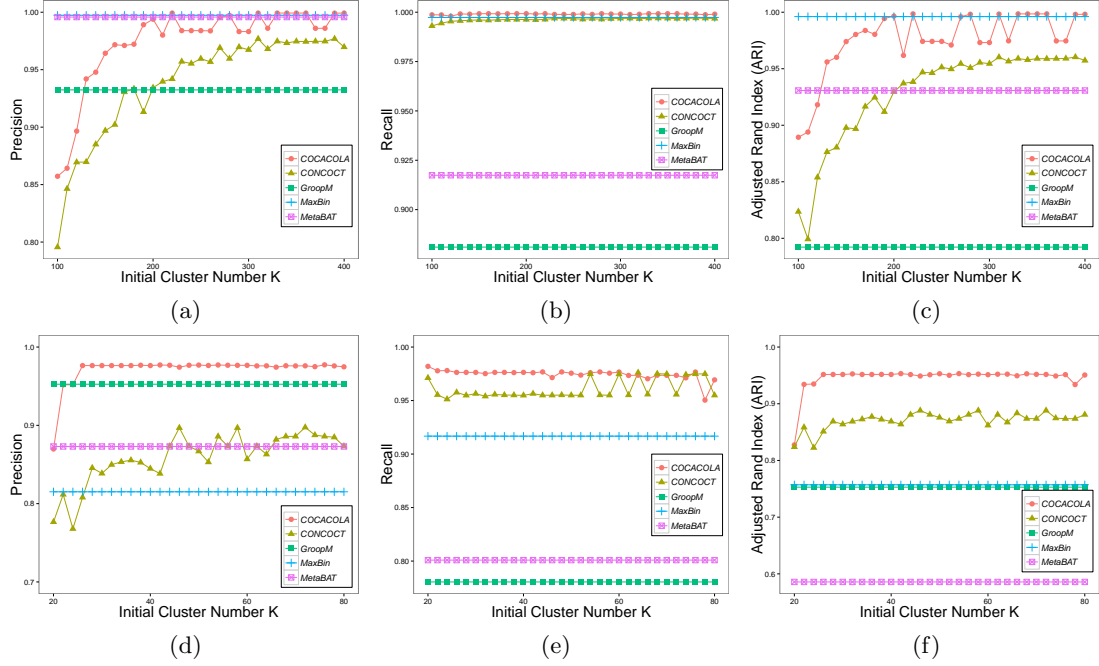 Precision
1.00
0.95
0.90
0.85
0.80
100
200
300
400
Initial Cluster Number K
COCACOLA
CONCOCT
GroopM
MaxBin
MetaBAT
(a)
Recall
1.000
0.975
0.950
0.925
0.900
100
200
300
400
Initial Cluster Number K
COCACOLA
CONCOCT
GroopM
MaxBin
MetaBAT
(b)
Adjusted Rand Index (ARI)
1.00
0.95
0.90
0.85
0.80
100
200
300
400
Initial Cluster Number K
COCACOLA
CONCOCT
GroopM
MaxBin
MetaBAT
(c)
Precision
1.0
0.9
0.8
0.7
20
40
60
80
Initial Cluster Number K
COCACOLA
CONCOCT
GroopM
MaxBin
MetaBAT
(d)
Recall
1.00
0.95
0.90
0.85
0.80
20
40
60
80
Initial Cluster Number K
COCACOLA
CONCOCT
GroopM
MaxBin
MetaBAT
(e)
Adjusted Rand Index (ARI)
1.0
0.9
0.8
0.7
0.6
20
40
60
80
Initial Cluster Number K
COCACOLA
CONCOCT
GroopM
MaxBin
MetaBAT
(f)